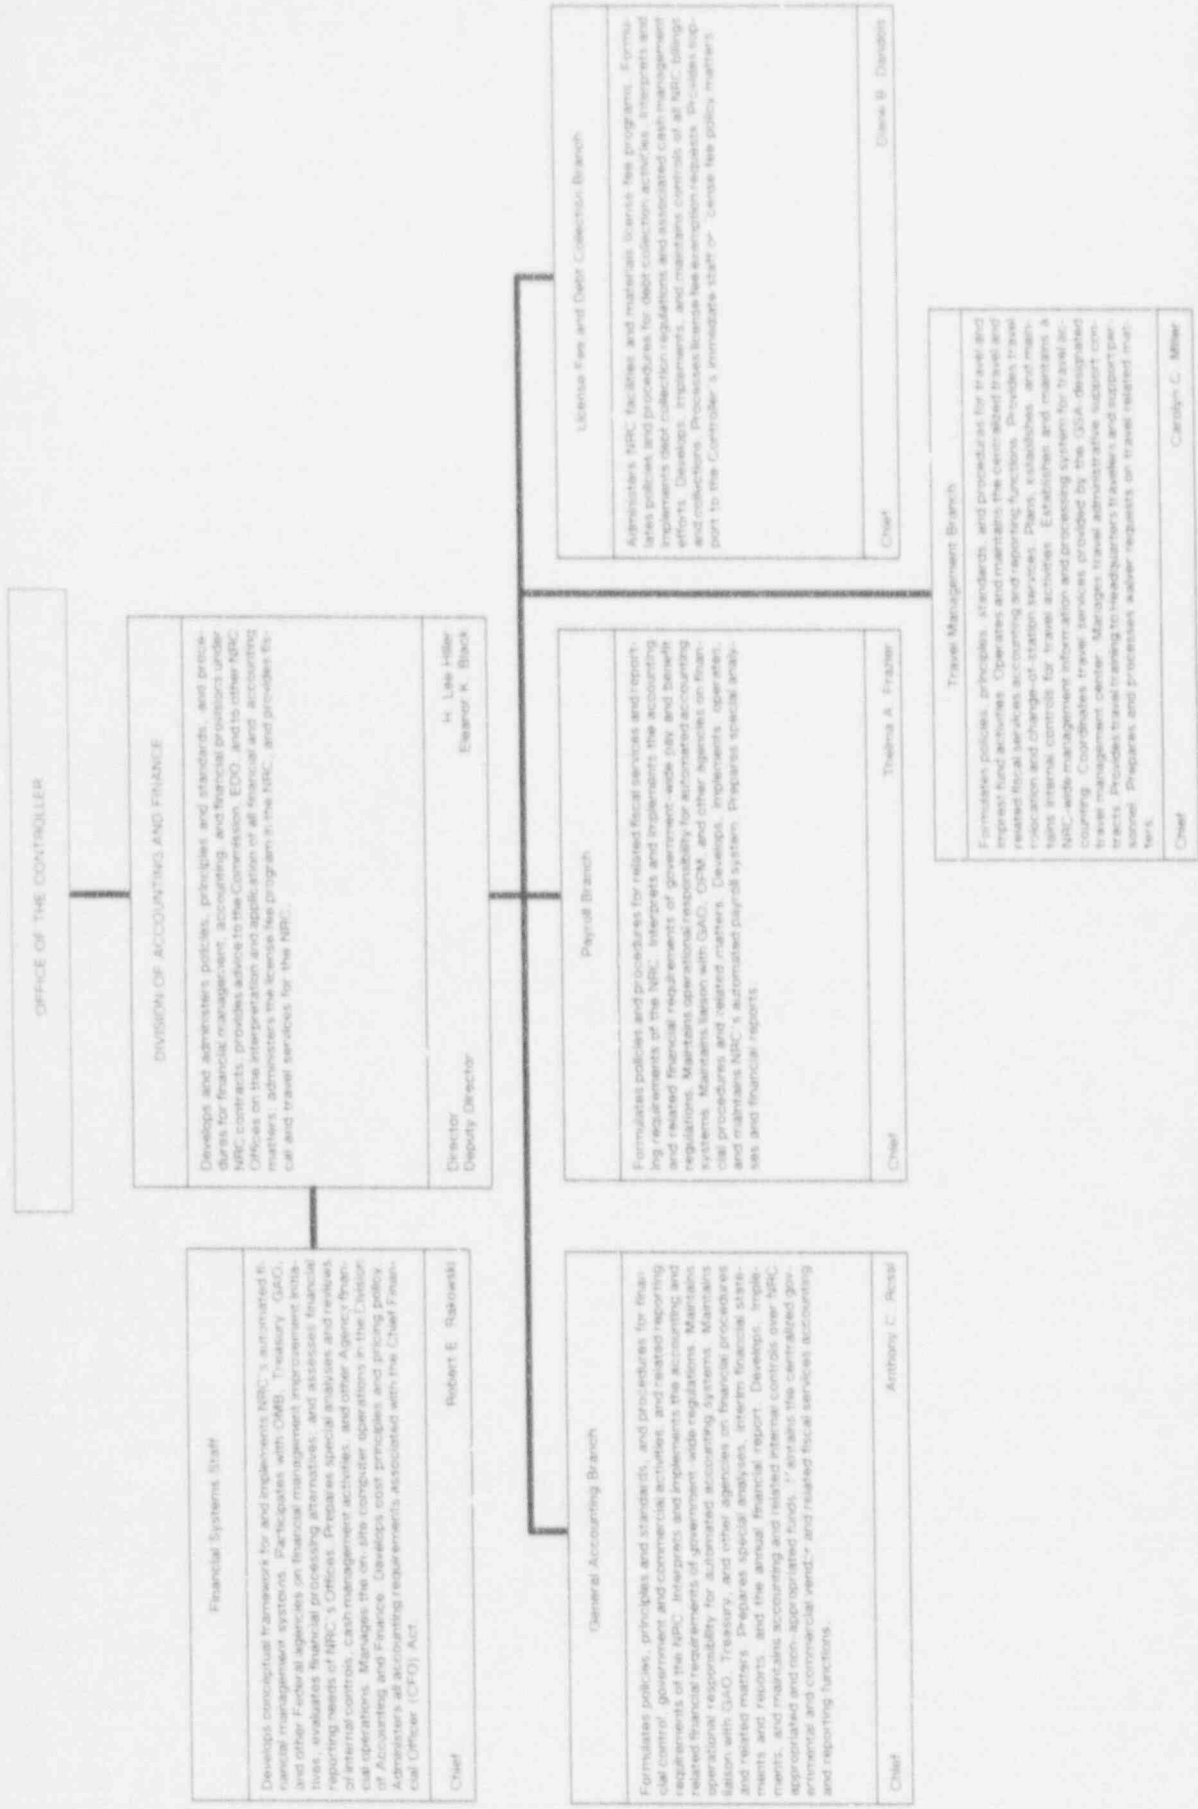 OFFICE OF THE CONTROLLER
DIVISION OF ACCOUNTING AND FINANCE
Develops and administers policies, principles and standards, and proce-
dures for financial management, accounting, and financial provisions under
NRC contracts; provides advice to the Commission, EDO, and to other NRC
Offices on the interpretation and application of all financial and accounting
matters; administers the license fee program in the NRC; and provides fis-
cal and travel services for the NRC.
Director H. Lee Hiller
Deputy Director Eleanor K. Black
Financial Systems Staff
Develops conceptual framework for and implements NRC's automated fi-
nancial management systems. Participates with OMB, Treasury, GAO,
and other Federal agencies on financial management improvement initia-
tives, evaluates financial processing alternatives, and assesses financial
reporting needs of NRC's Offices. Prepares special analyses and reviews
of internal controls, cash management activities, and other Agency finan-
cial operations. Manages the on-site computer operations in the Division
of Accounting and Finance. Develops cost principles and pricing policy.
Administers all accounting requirements associated with the Chief Finan-
cial Officer (CFO) Act.
Chief Robert E. Rakowski
General Accounting Branch
Formulates policies, principles and standards, and procedures for finan-
cial control, government and commercial activities, and related reporting
requirements of the NRC. Interprets and implements the accounting and
related financial requirements of government-wide regulations. Maintains
operational responsibility for automated accounting systems. Maintains
liaison with GAO, Treasury, and other agencies on financial procedures
and related matters. Prepares special analyses, interim financial state-
ments and reports, and the annual financial report. Develops, imple-
ments, and maintains accounting and related internal controls over NRC
appropriated and non-appropriated funds. Maintains the centralized gov-
ernmental and commercial vendor and related fiscal services accounting
and reporting functions.
Chief Anthony C. Rossi
Payroll Branch
Formulates policies and procedures for related fiscal services and report-
ing requirements of the NRC. Interprets and implements the accounting
and related financial requirements of government-wide pay and benefit
regulations. Maintains operational responsibility for automated accounting
systems. Maintains liaison with GAO, OPM, and other agencies on finan-
cial procedures and related matters. Develops, implements, operates,
and maintains NRC's automated payroll system. Prepares special analy-
ses and financial reports.
Chief Thelma A. Frazier
License Fee and Debt Collection Branch
Administers NRC facilities and materials license fee programs. Formu-
lates policies and procedures for debt collection activities. Interprets and
implements debt collection regulations and associated cash management
efforts. Develops, implements, and maintains controls of all NRC billings
and collections. Processes license fee exemption requests. Provides sup-
port to the Controller's immediate staff on license fee policy matters.
Chief Diane B. Dandois
Travel Management Branch
Formulates policies, principles, standards, and procedures for travel and
imprest fund activities. Operates and maintains the centralized travel and
related fiscal services accounting and reporting functions. Provides travel
relocation and change-of-station services. Plans, establishes, and main-
tains internal controls for travel activities. Establishes and maintains a
NRC-wide management information and processing system for travel ac-
counting. Coordinates travel services provided by the GSA-designated
travel management center. Manages travel administrative support con-
tracts. Provides travel training to Headquarters travelers and support per-
sonnel. Prepares and processes waiver requests on travel related mat-
ters.
Chief Carolyn C. Miller